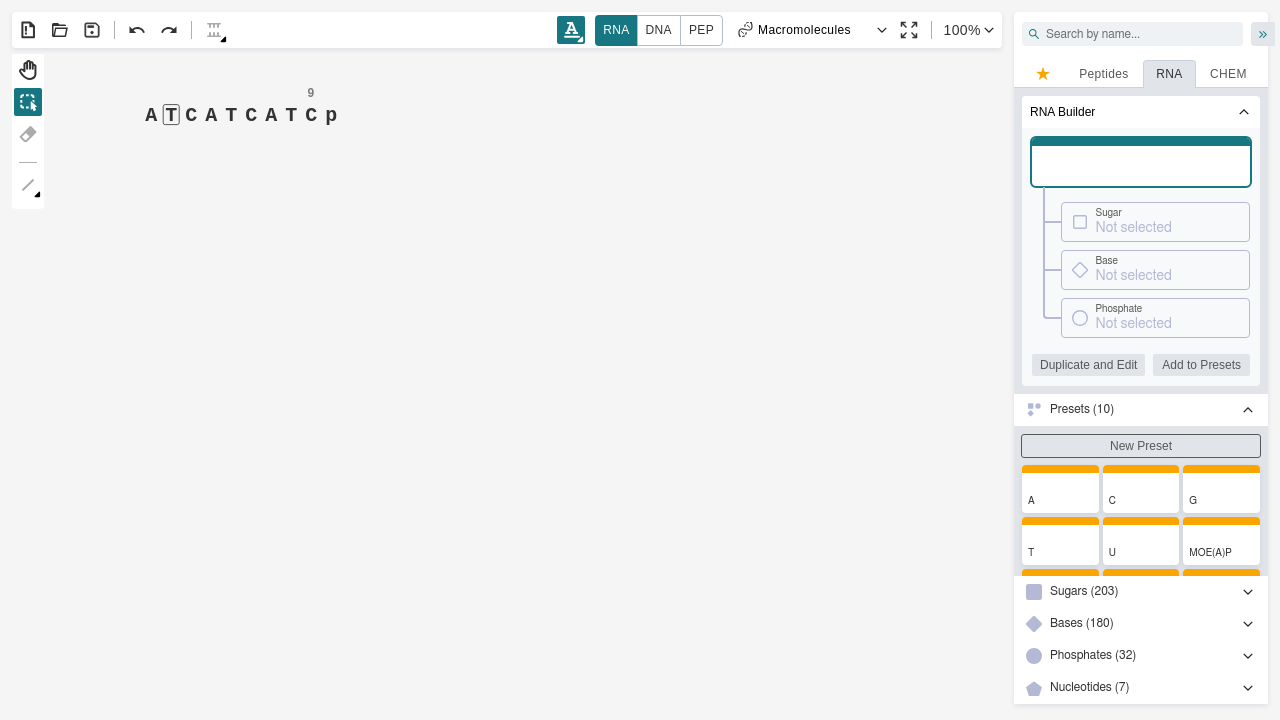 A RNA DNA PEP Macromolecules 100%
9
A T C A T C A T C p
Search by name...
Peptides RNA CHEM
RNA Builder
Sugar
Not selected
Base
Not selected
Phosphate
Not selected
Duplicate and Edit Add to Presets
Presets (10)
New Preset
A C G
T U MOE(A)P
Sugars (203)
Bases (180)
Phosphates (32)
Nucleotides (7)